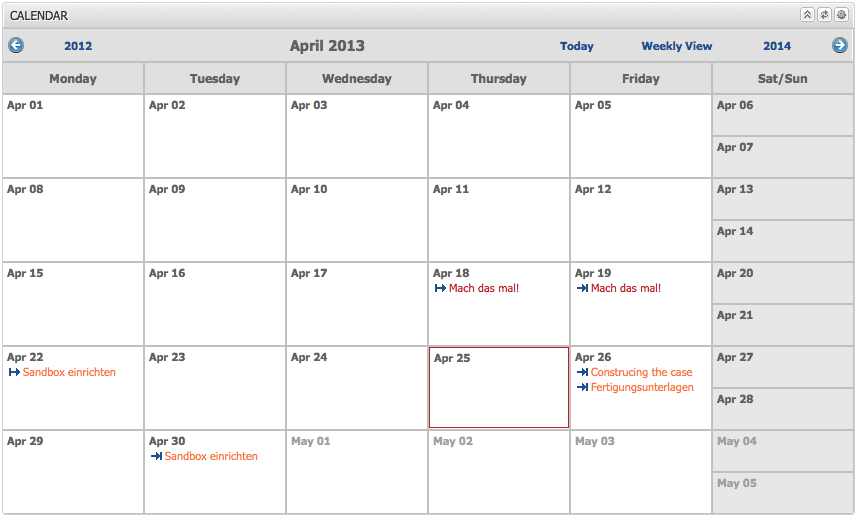 CALENDAR
2012 April 2013 Today Weekly View 2014
Monday Tuesday Wednesday Thursday Friday Sat/Sun
Apr 01 Apr 02 Apr 03 Apr 04 Apr 05 Apr 06
Apr 07
Apr 08 Apr 09 Apr 10 Apr 11 Apr 12 Apr 13
Apr 14
Apr 15 Apr 16 Apr 17 Apr 18 Apr 19 Apr 20
Mach das mal! Mach das mal!
Apr 21
Apr 22 Apr 23 Apr 24 Apr 25 Apr 26 Apr 27
Sandbox einrichten Construcing the case
Fertigungsunterlagen
Apr 28
Apr 29 Apr 30 May 01 May 02 May 03 May 04
Sandbox einrichten
May 05